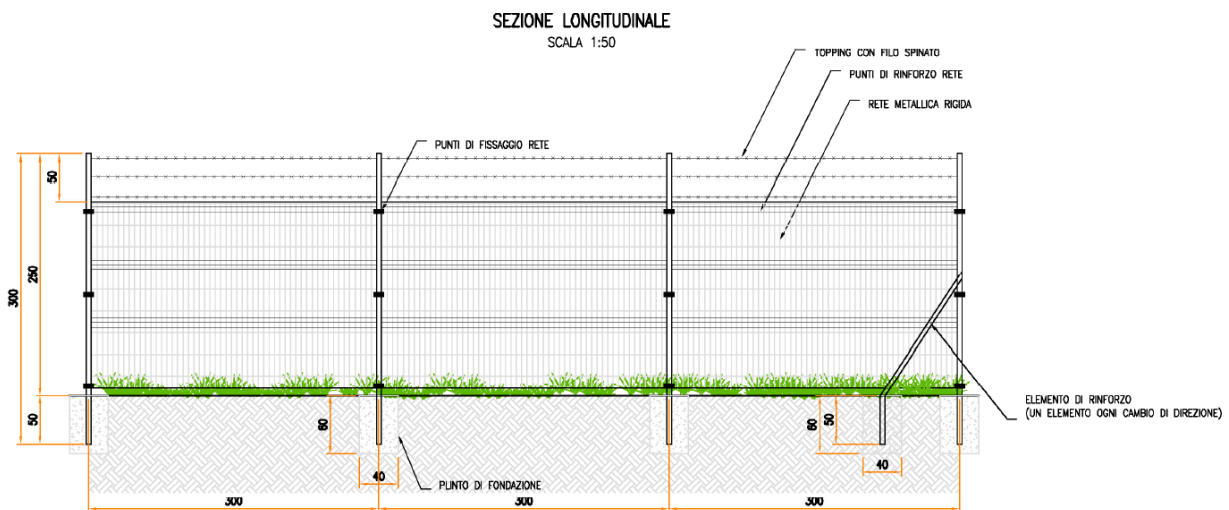 SEZIONE LONGITUDINALE
SCALA 1:50
TOPPING CON FILO SPINATO
PUNTI DI RINFORZO RETE
RETE METALLICA RIGIDA
PUNTI DI FISSAGGIO RETE
50
250
300
50
60
40
PLINTO DI FONDAZIONE
60
50
40
ELEMENTO DI RINFORZO
(UN ELEMENTO OGNI CAMBIO DI DIREZIONE)
300
300
300